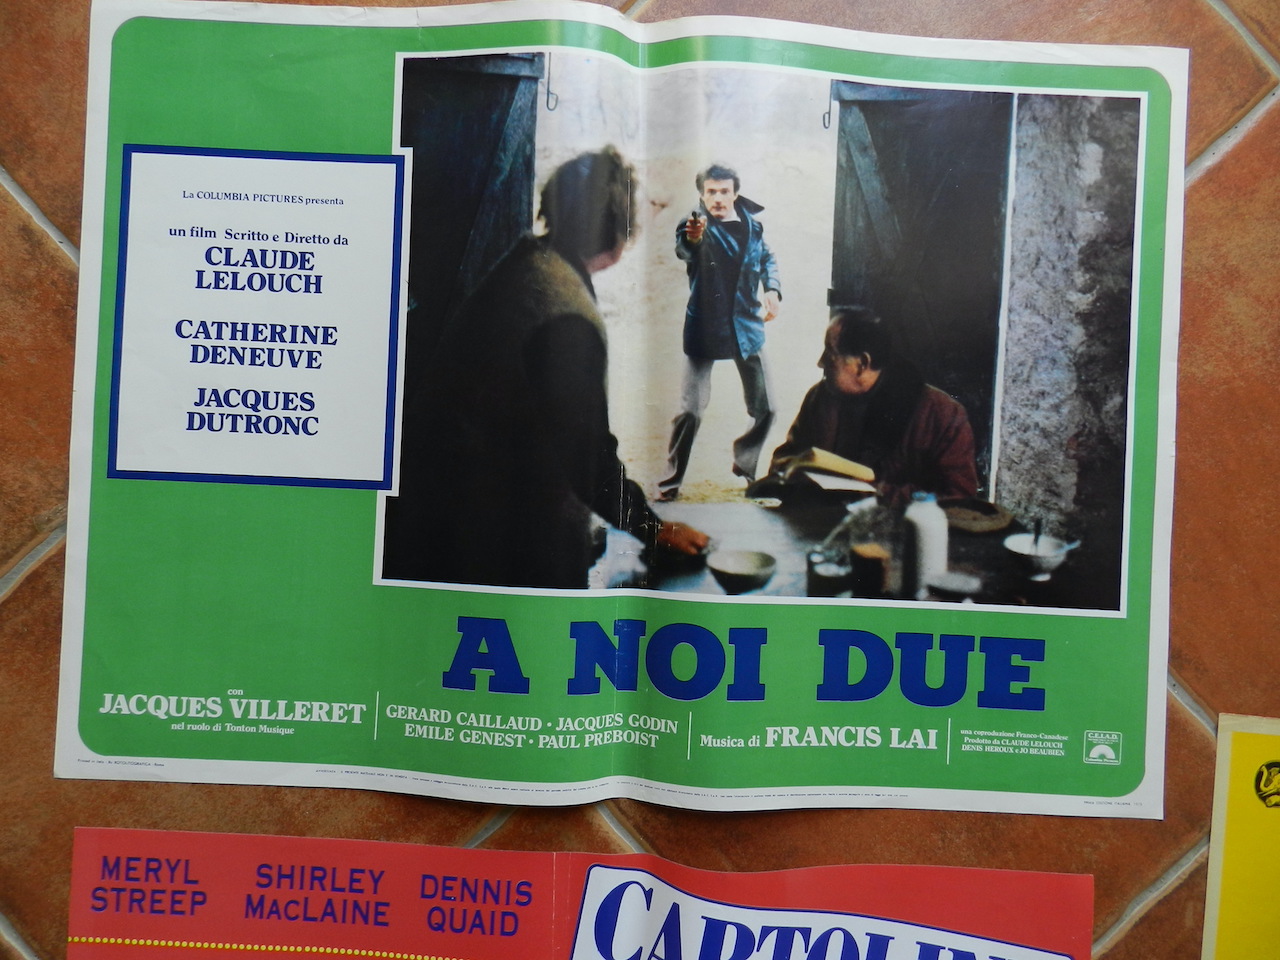 La COLUMBIA PICTURES presenta
un film Scritto e Diretto da
CLAUDE
LELOUCH
CATHERINE
DENEUVE
JACQUES
DUTRONC
A NOI DUE
con
JACQUES VILLERET
nel ruolo di Tonton Musique
GERARD CAILLAUD · JACQUES GODIN
EMILE GENEST · PAUL PREBOIST
Musica di FRANCIS LAI
una coproduzione Franco-Canadese
Prodotto da CLAUDE LELOUCH
DENIS HEROUX e JO BEAUBIEN
C.E.I.A.D.
MERYL
STREEP
SHIRLEY
MacLAINE
DENNIS
QUAID
CARTOLIN